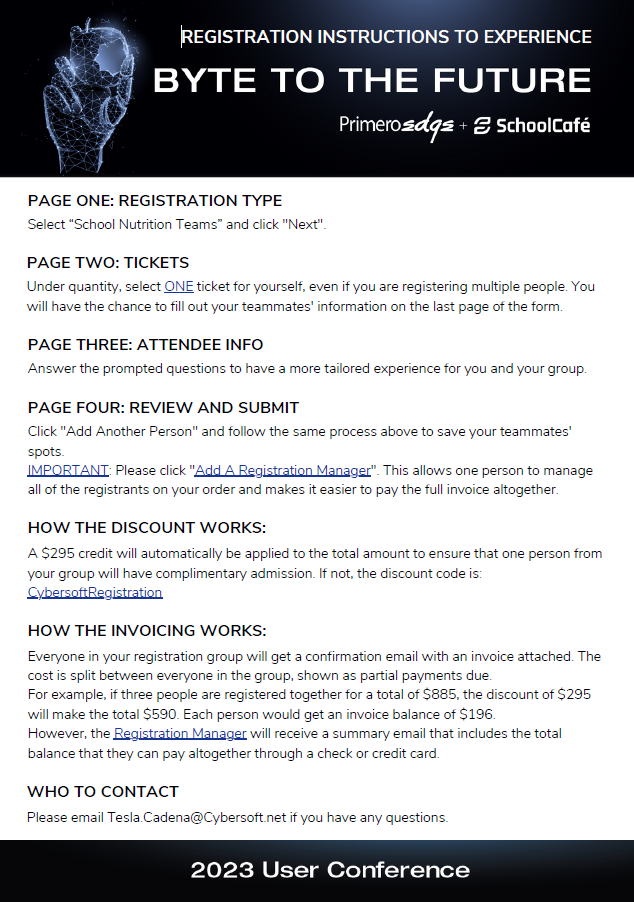 REGISTRATION INSTRUCTIONS TO EXPERIENCE
BYTE TO THE FUTURE
Primeroedge + SchoolCafé
PAGE ONE: REGISTRATION TYPE
Select “School Nutrition Teams” and click "Next".
PAGE TWO: TICKETS
Under quantity, select ONE ticket for yourself, even if you are registering multiple people. You
will have the chance to fill out your teammates' information on the last page of the form.
PAGE THREE: ATTENDEE INFO
Answer the prompted questions to have a more tailored experience for you and your group.
PAGE FOUR: REVIEW AND SUBMIT
Click "Add Another Person" and follow the same process above to save your teammates'
spots.
IMPORTANT: Please click "Add A Registration Manager". This allows one person to manage
all of the registrants on your order and makes it easier to pay the full invoice altogether.
HOW THE DISCOUNT WORKS:
A $295 credit will automatically be applied to the total amount to ensure that one person from
your group will have complimentary admission. If not, the discount code is:
CybersoftRegistration
HOW THE INVOICING WORKS:
Everyone in your registration group will get a confirmation email with an invoice attached. The
cost is split between everyone in the group, shown as partial payments due.
For example, if three people are registered together for a total of $885, the discount of $295
will make the total $590. Each person would get an invoice balance of $196.
However, the Registration Manager will receive a summary email that includes the total
balance that they can pay altogether through a check or credit card.
WHO TO CONTACT
Please email Tesla.Cadena@Cybersoft.net if you have any questions.
2023 User Conference